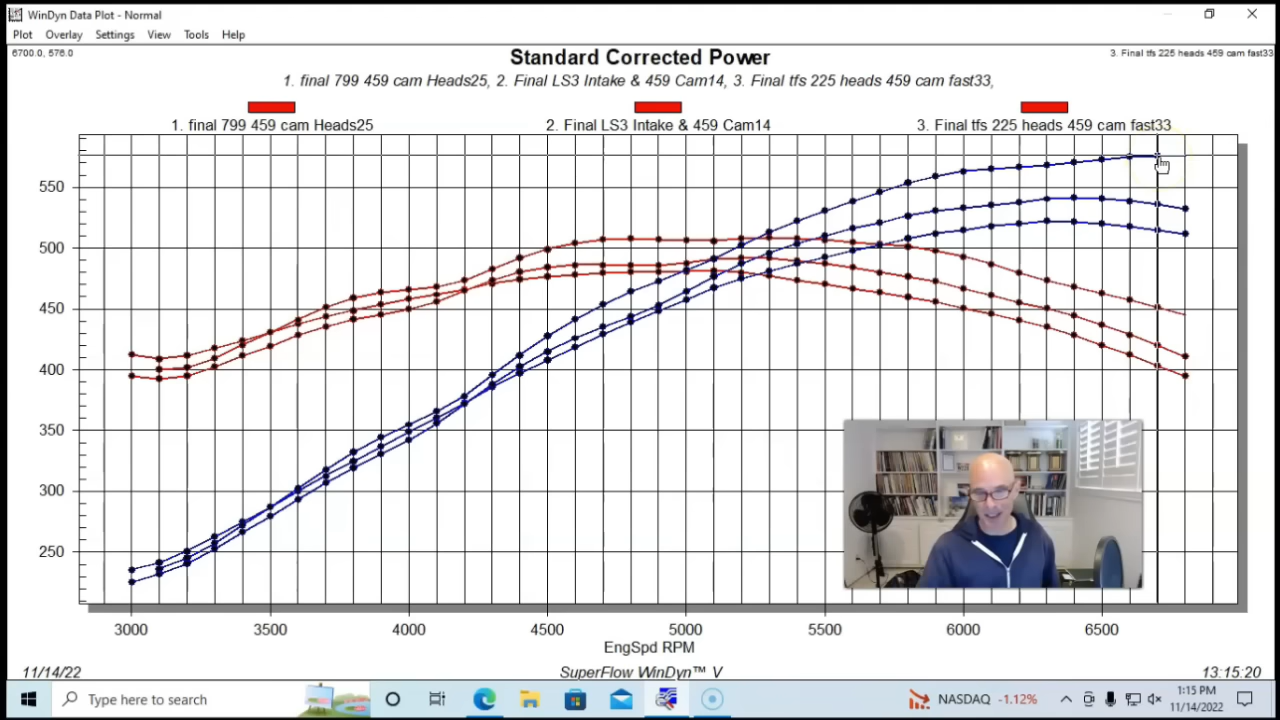 WinDyn Data Plot - Normal
Plot Overlay Settings View Tools Help
6700.0, 576.0
3. Final tfs 225 heads 459 cam fast33
Standard Corrected Power
1. final 799 459 cam Heads25, 2. Final LS3 Intake & 459 Cam14, 3. Final tfs 225 heads 459 cam fast33,
1. final 799 459 cam Heads25
2. Final LS3 Intake & 459 Cam14
3. Final tfs 225 heads 459 cam fast33
550
500
450
400
350
300
250
3000 3500 4000 4500 5000 5500 6000 6500
EngSpd RPM
11/14/22
SuperFlow WinDyn™ V
13:15:20
Type here to search
NASDAQ -1.12%
1:15 PM
11/14/2022